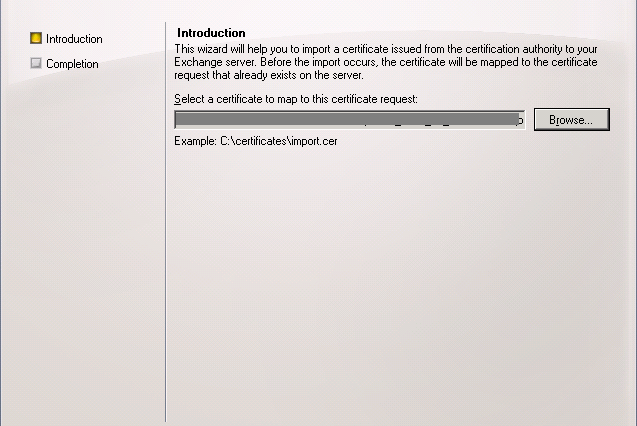 Introduction
Completion
Introduction
This wizard will help you to import a certificate issued from the certification authority to your
Exchange server. Before the import occurs, the certificate will be mapped to the certificate
request that already exists on the server.
Select a certificate to map to this certificate request:
Browse...
Example: C:\certificates\import.cer